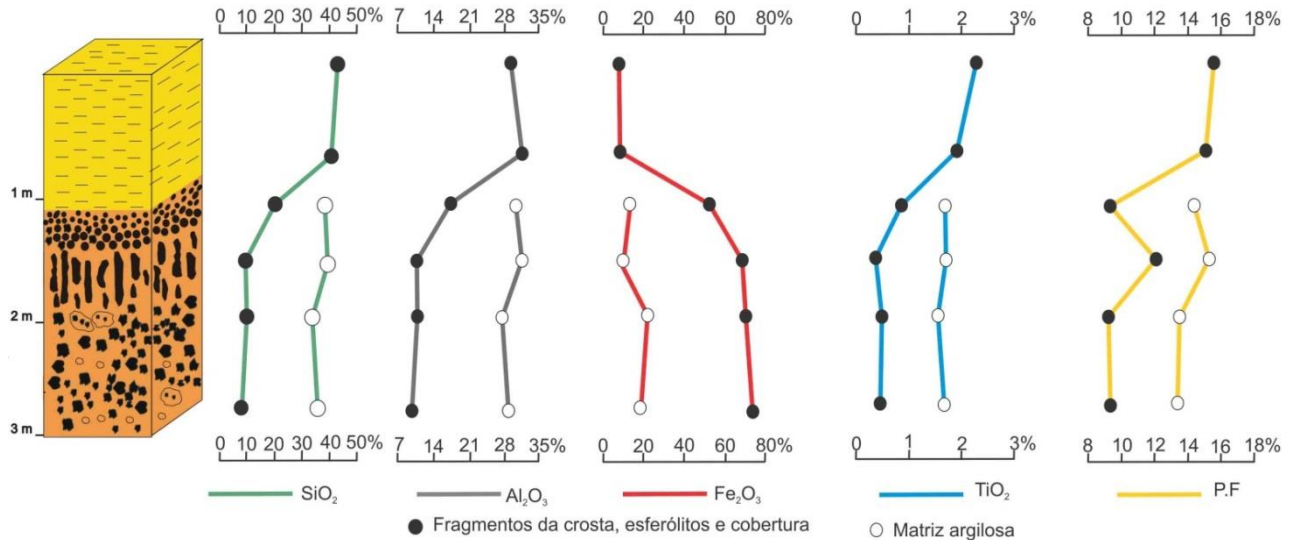 0 10 20 30 40 50%
7 14 21 28 35%
0 20 40 60 80%
0 1 2 3%
8 10 12 14 16 18%
1 m
2 m
3 m
0 10 20 30 40 50%
7 14 21 28 35%
0 20 40 60 80%
0 1 2 3%
8 10 12 14 16 18%
SiO₂
Al₂O₃
Fe₂O₃
TiO₂
P.F
Fragmentos da crosta, esferólitos e cobertura
Matriz argilosa